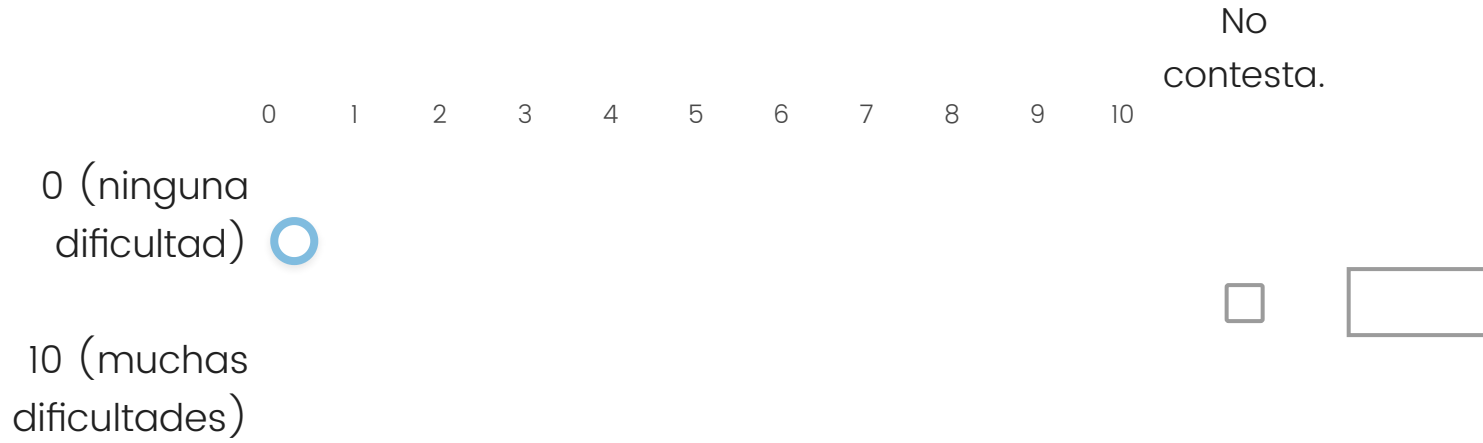 No
contesta.
0 1 2 3 4 5 6 7 8 9 10
0 (ninguna
dificultad)
10 (muchas
dificultades)